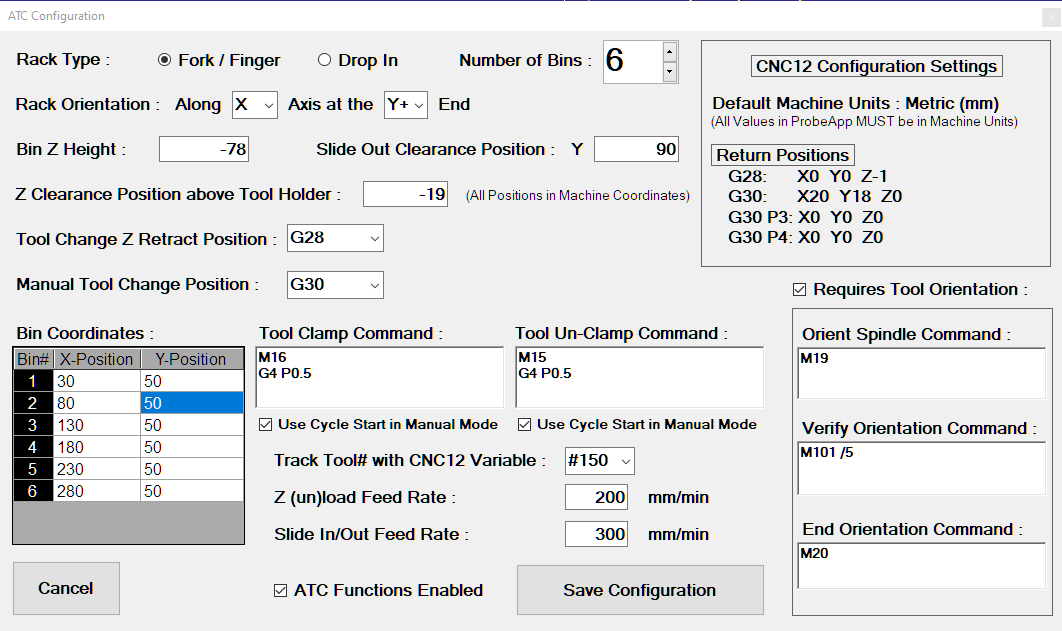 ATC Configuration
Rack Type : Fork / Finger Drop In Number of Bins : 6
Rack Orientation : Along X Axis at the Y+ End
Bin Z Height : -78 Slide Out Clearance Position : Y 90
Z Clearance Position above Tool Holder : -19 (All Positions in Machine Coordinates)
Tool Change Z Retract Position : G28
Manual Tool Change Position : G30
CNC12 Configuration Settings
Default Machine Units : Metric (mm)
(All Values in ProbeApp MUST be in Machine Units)
Return Positions
G28: X0 Y0 Z-1
G30: X20 Y18 Z0
G30 P3: X0 Y0 Z0
G30 P4: X0 Y0 Z0
Bin Coordinates :
Bin# X-Position Y-Position
1 30 50
2 80 50
3 130 50
4 180 50
5 230 50
6 280 50
Tool Clamp Command :
M16
G4 P0.5
Use Cycle Start in Manual Mode
Tool Un-Clamp Command :
M15
G4 P0.5
Use Cycle Start in Manual Mode
Track Tool# with CNC12 Variable : #150
Z (un)load Feed Rate : 200 mm/min
Slide In/Out Feed Rate : 300 mm/min
Requires Tool Orientation :
Orient Spindle Command :
M19
Verify Orientation Command :
M101 /5
End Orientation Command :
M20
Cancel
ATC Functions Enabled
Save Configuration